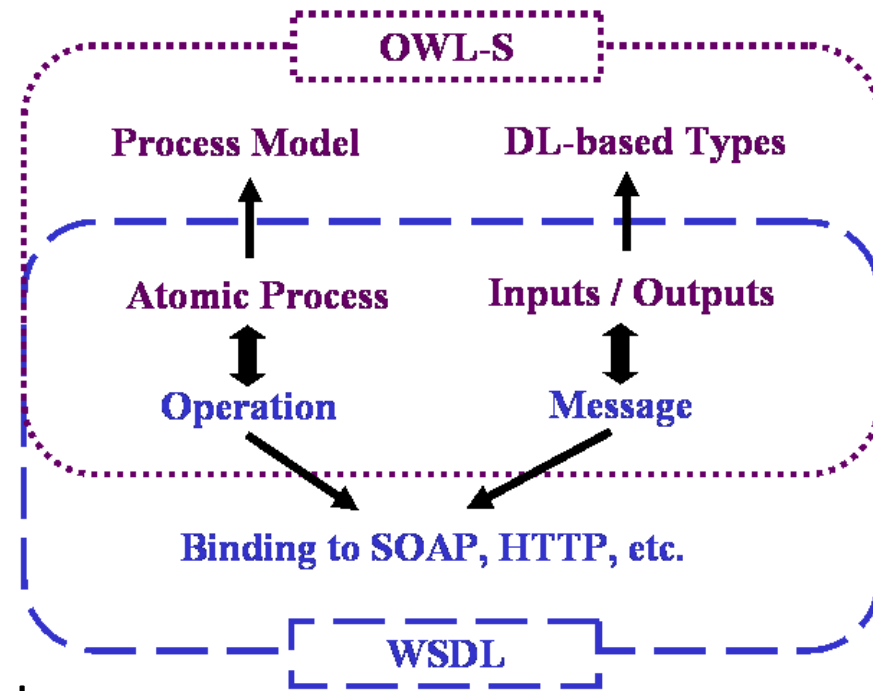 OWL-S
Process Model DL-based Types
Atomic Process Inputs / Outputs
Operation Message
Binding to SOAP, HTTP, etc.
WSDL